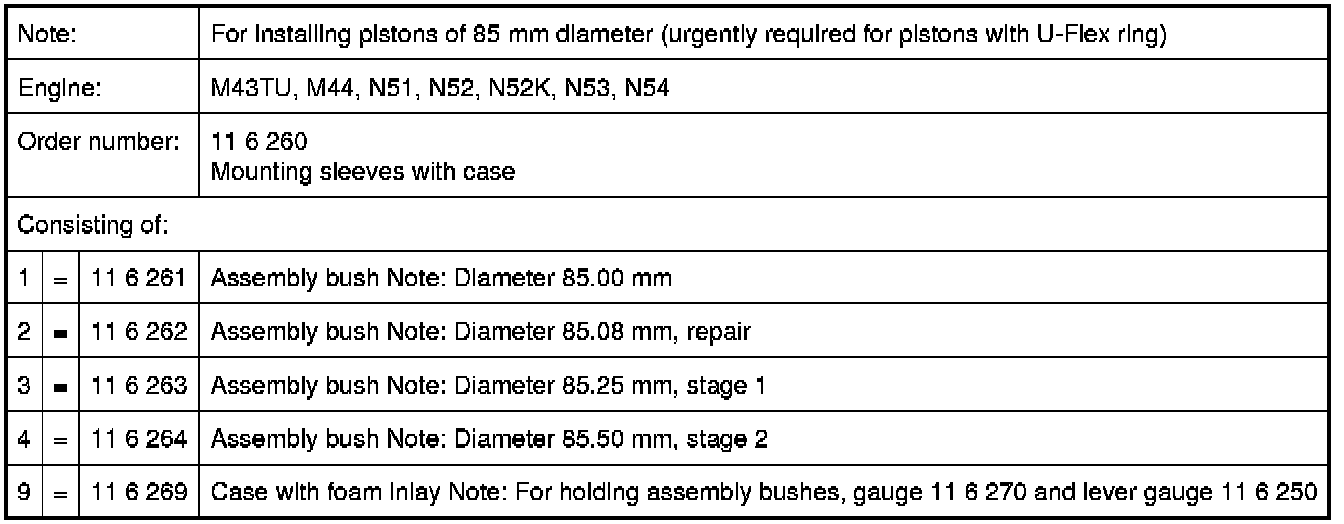 Note: For installing pistons of 85 mm diameter (urgently required for pistons with U-Flex ring)
Engine: M43TU, M44, N51, N52, N52K, N53, N54
Order number: 11 6 260
Mounting sleeves with case
Consisting of:
1 = 11 6 261 Assembly bush Note: Diameter 85.00 mm
2 = 11 6 262 Assembly bush Note: Diameter 85.08 mm, repair
3 = 11 6 263 Assembly bush Note: Diameter 85.25 mm, stage 1
4 = 11 6 264 Assembly bush Note: Diameter 85.50 mm, stage 2
9 = 11 6 269 Case with foam inlay Note: For holding assembly bushes, gauge 11 6 270 and lever gauge 11 6 250